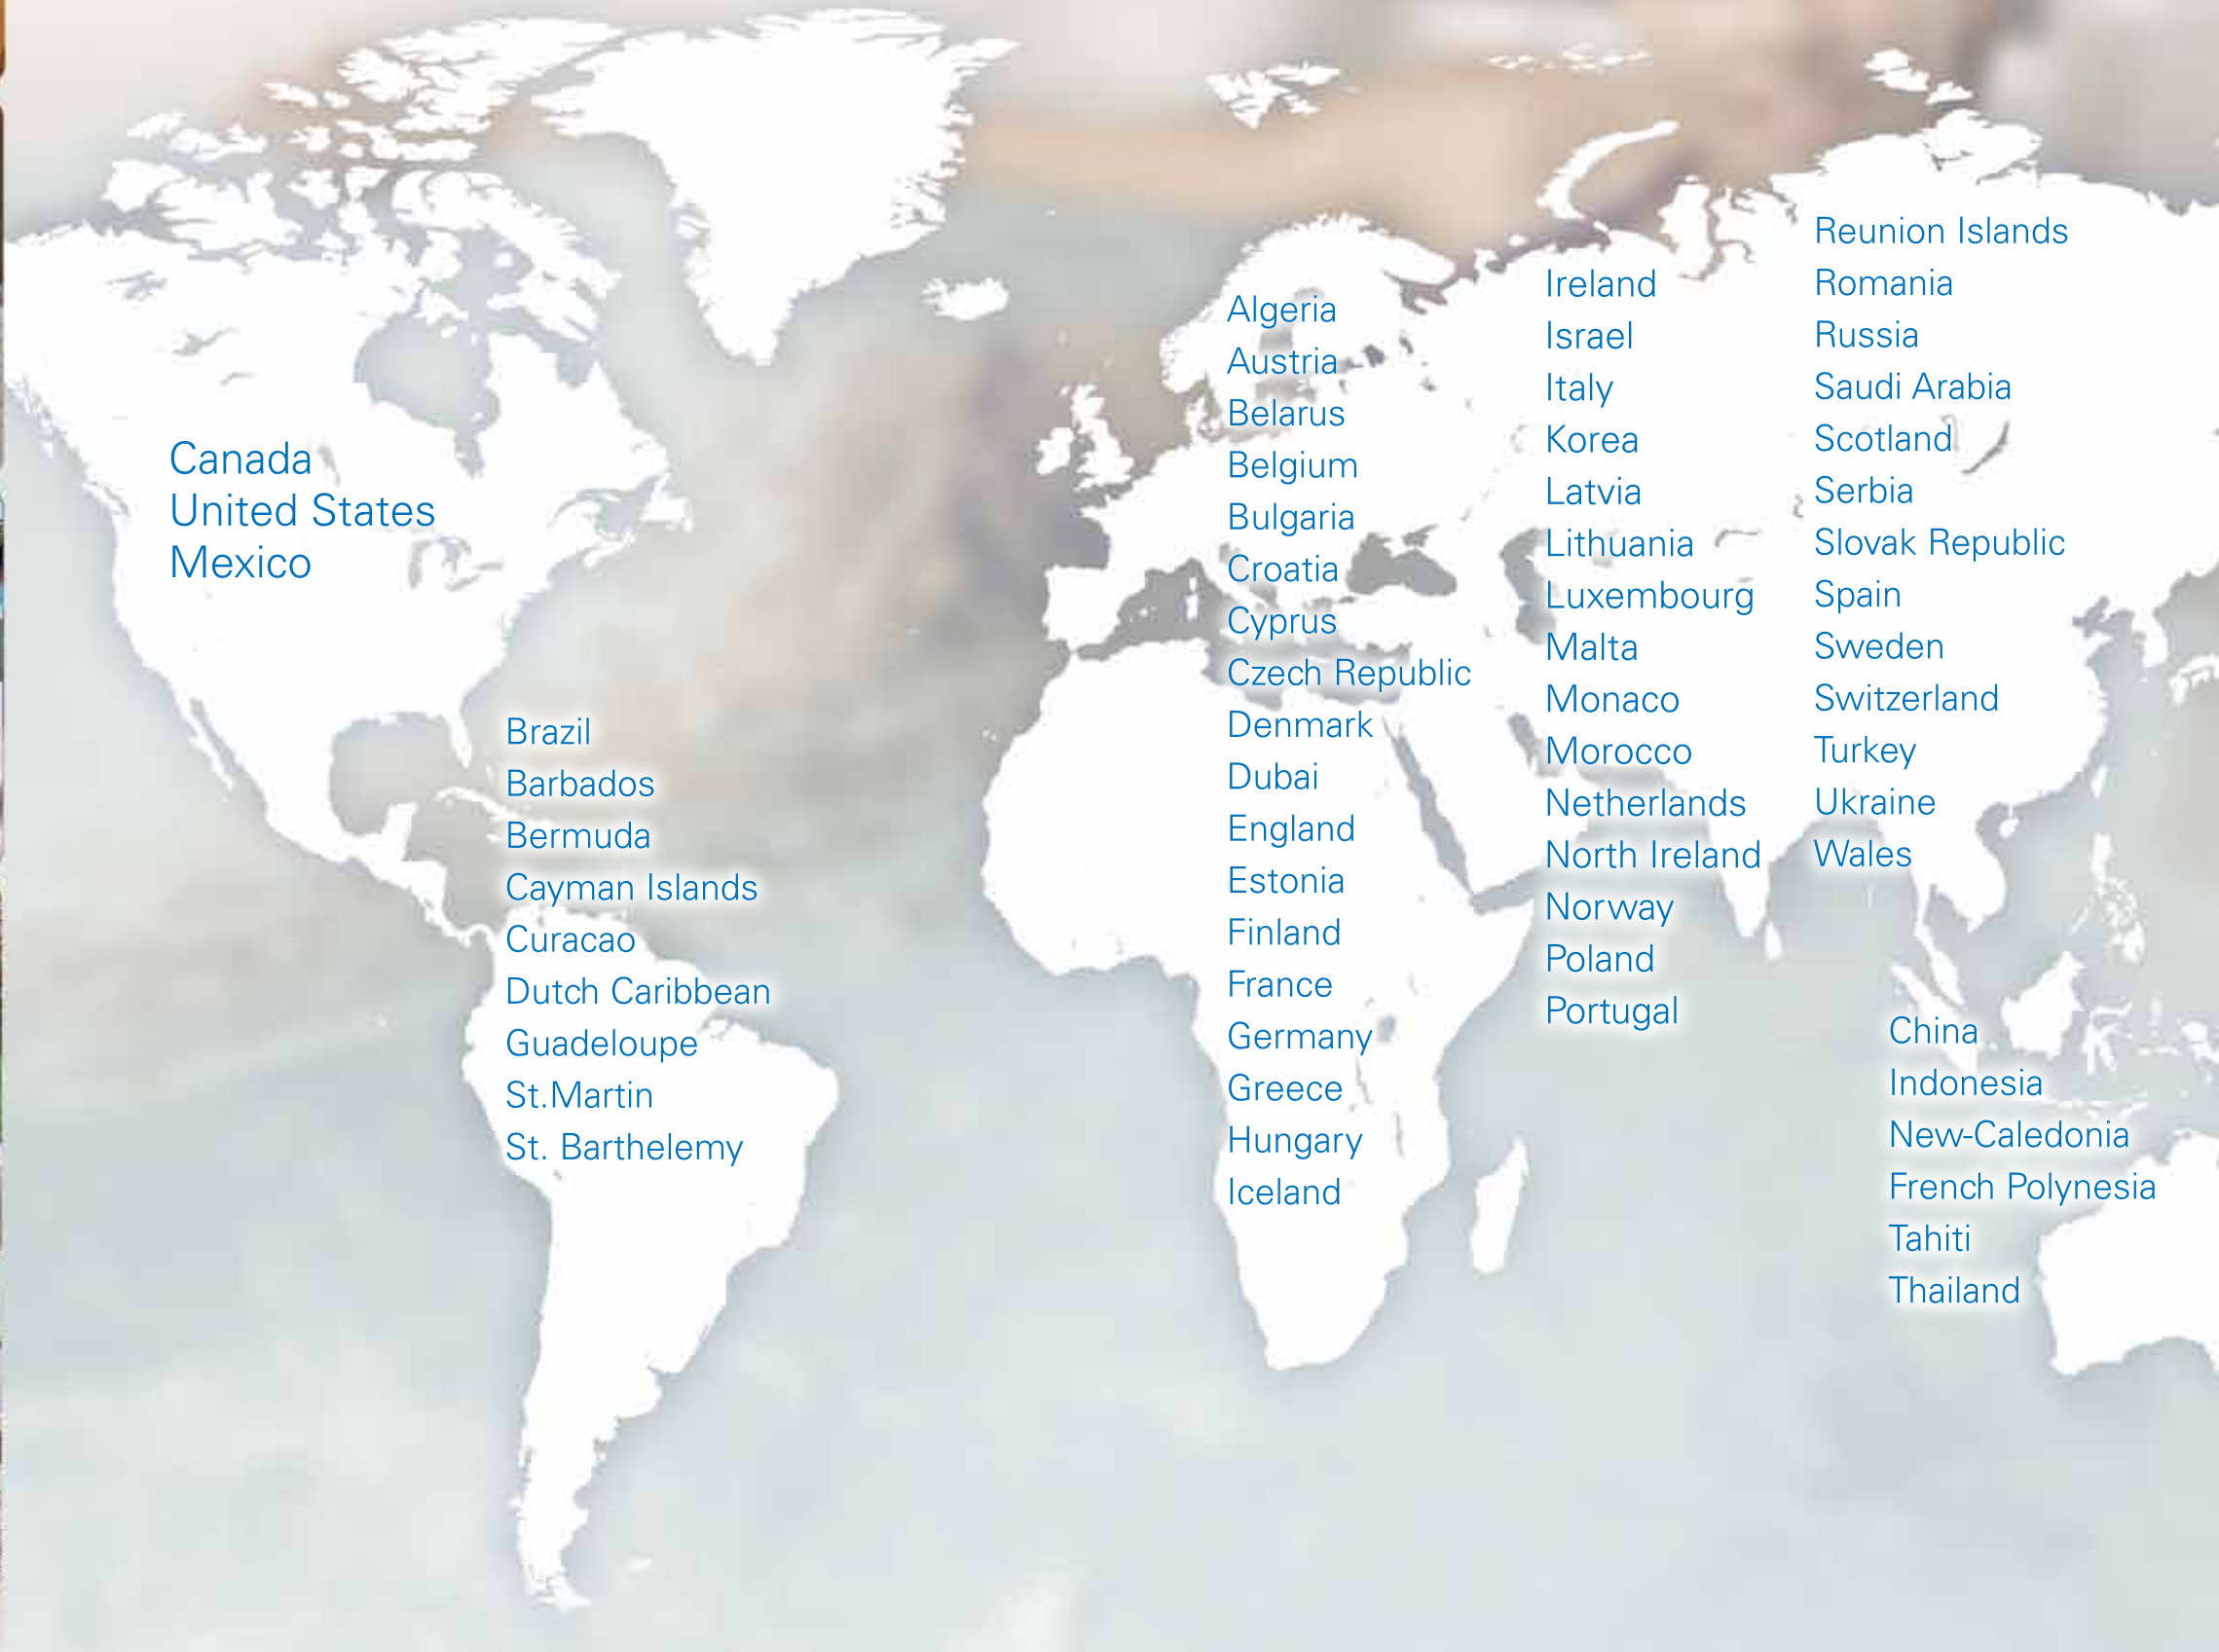 Canada
United States
Mexico
Brazil
Barbados
Bermuda
Cayman Islands
Curacao
Dutch Caribbean
Guadeloupe
St.Martin
St. Barthelemy
Algeria
Austria
Belarus
Belgium
Bulgaria
Croatia
Cyprus
Czech Republic
Denmark
Dubai
England
Estonia
Finland
France
Germany
Greece
Hungary
Iceland
Ireland
Israel
Italy
Korea
Latvia
Lithuania
Luxembourg
Malta
Monaco
Morocco
Netherlands
North Ireland
Norway
Poland
Portugal
Reunion Islands
Romania
Russia
Saudi Arabia
Scotland
Serbia
Slovak Republic
Spain
Sweden
Switzerland
Turkey
Ukraine
Wales
China
Indonesia
New-Caledonia
French Polynesia
Tahiti
Thailand